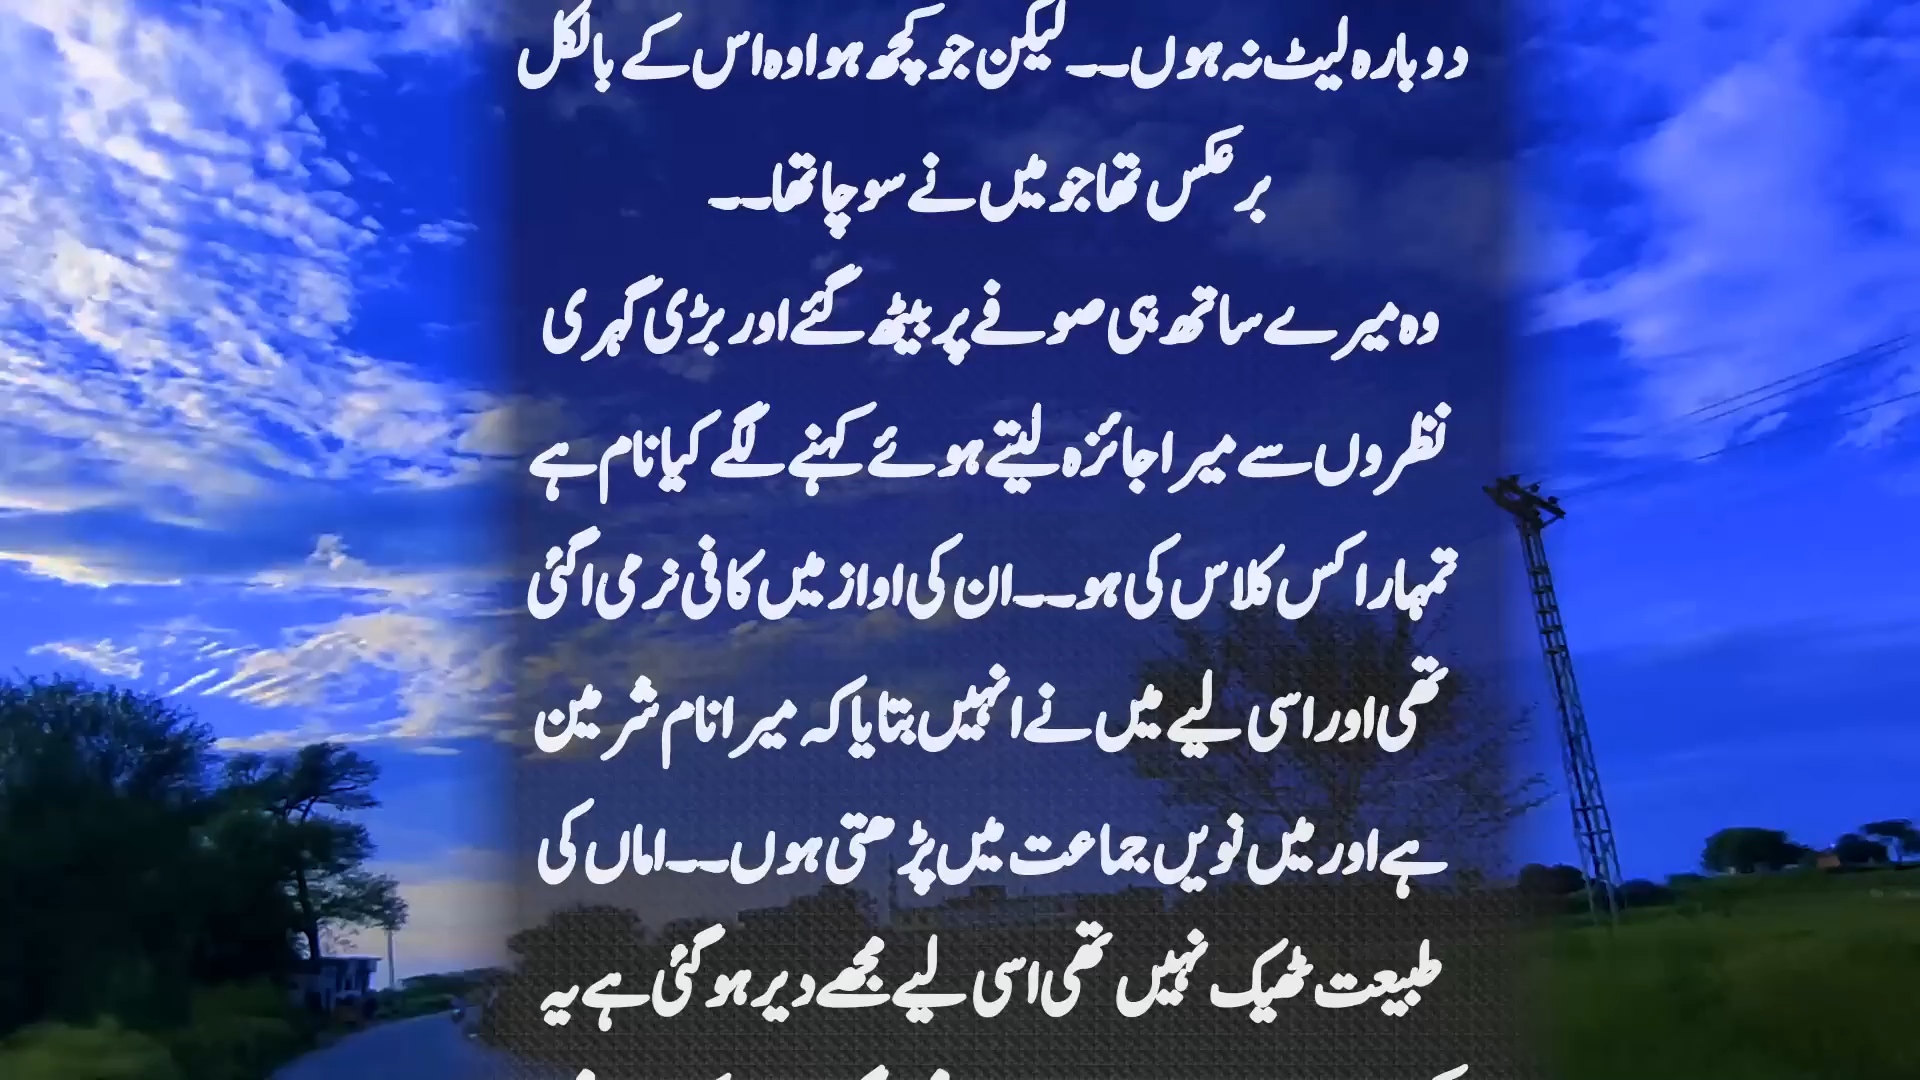 دوبارہ لیٹ نہ ہوں۔۔ لیکن جو کچھ ہوا وہ اس کے بالکل
برعکس تھا جو میں نے سوچا تھا۔۔
وہ میرے ساتھ ہی صوفے پر بیٹھ گئے اور بڑی گہری
نظروں سے میرا جائزہ لیتے ہوئے کہنے لگے کیا نام ہے
تمہارا کس کلاس کی ہو۔۔ ان کی اواز میں کافی نرمی اگئی
تھی اور اسی لیے میں نے انہیں بتایا کہ میرا نام شرمین
ہے اور میں نویں جماعت میں پڑھتی ہوں۔۔ اماں کی
طبیعت ٹھیک نہیں تھی اسی لیے مجھے دیر ہو گئی ہے یہ